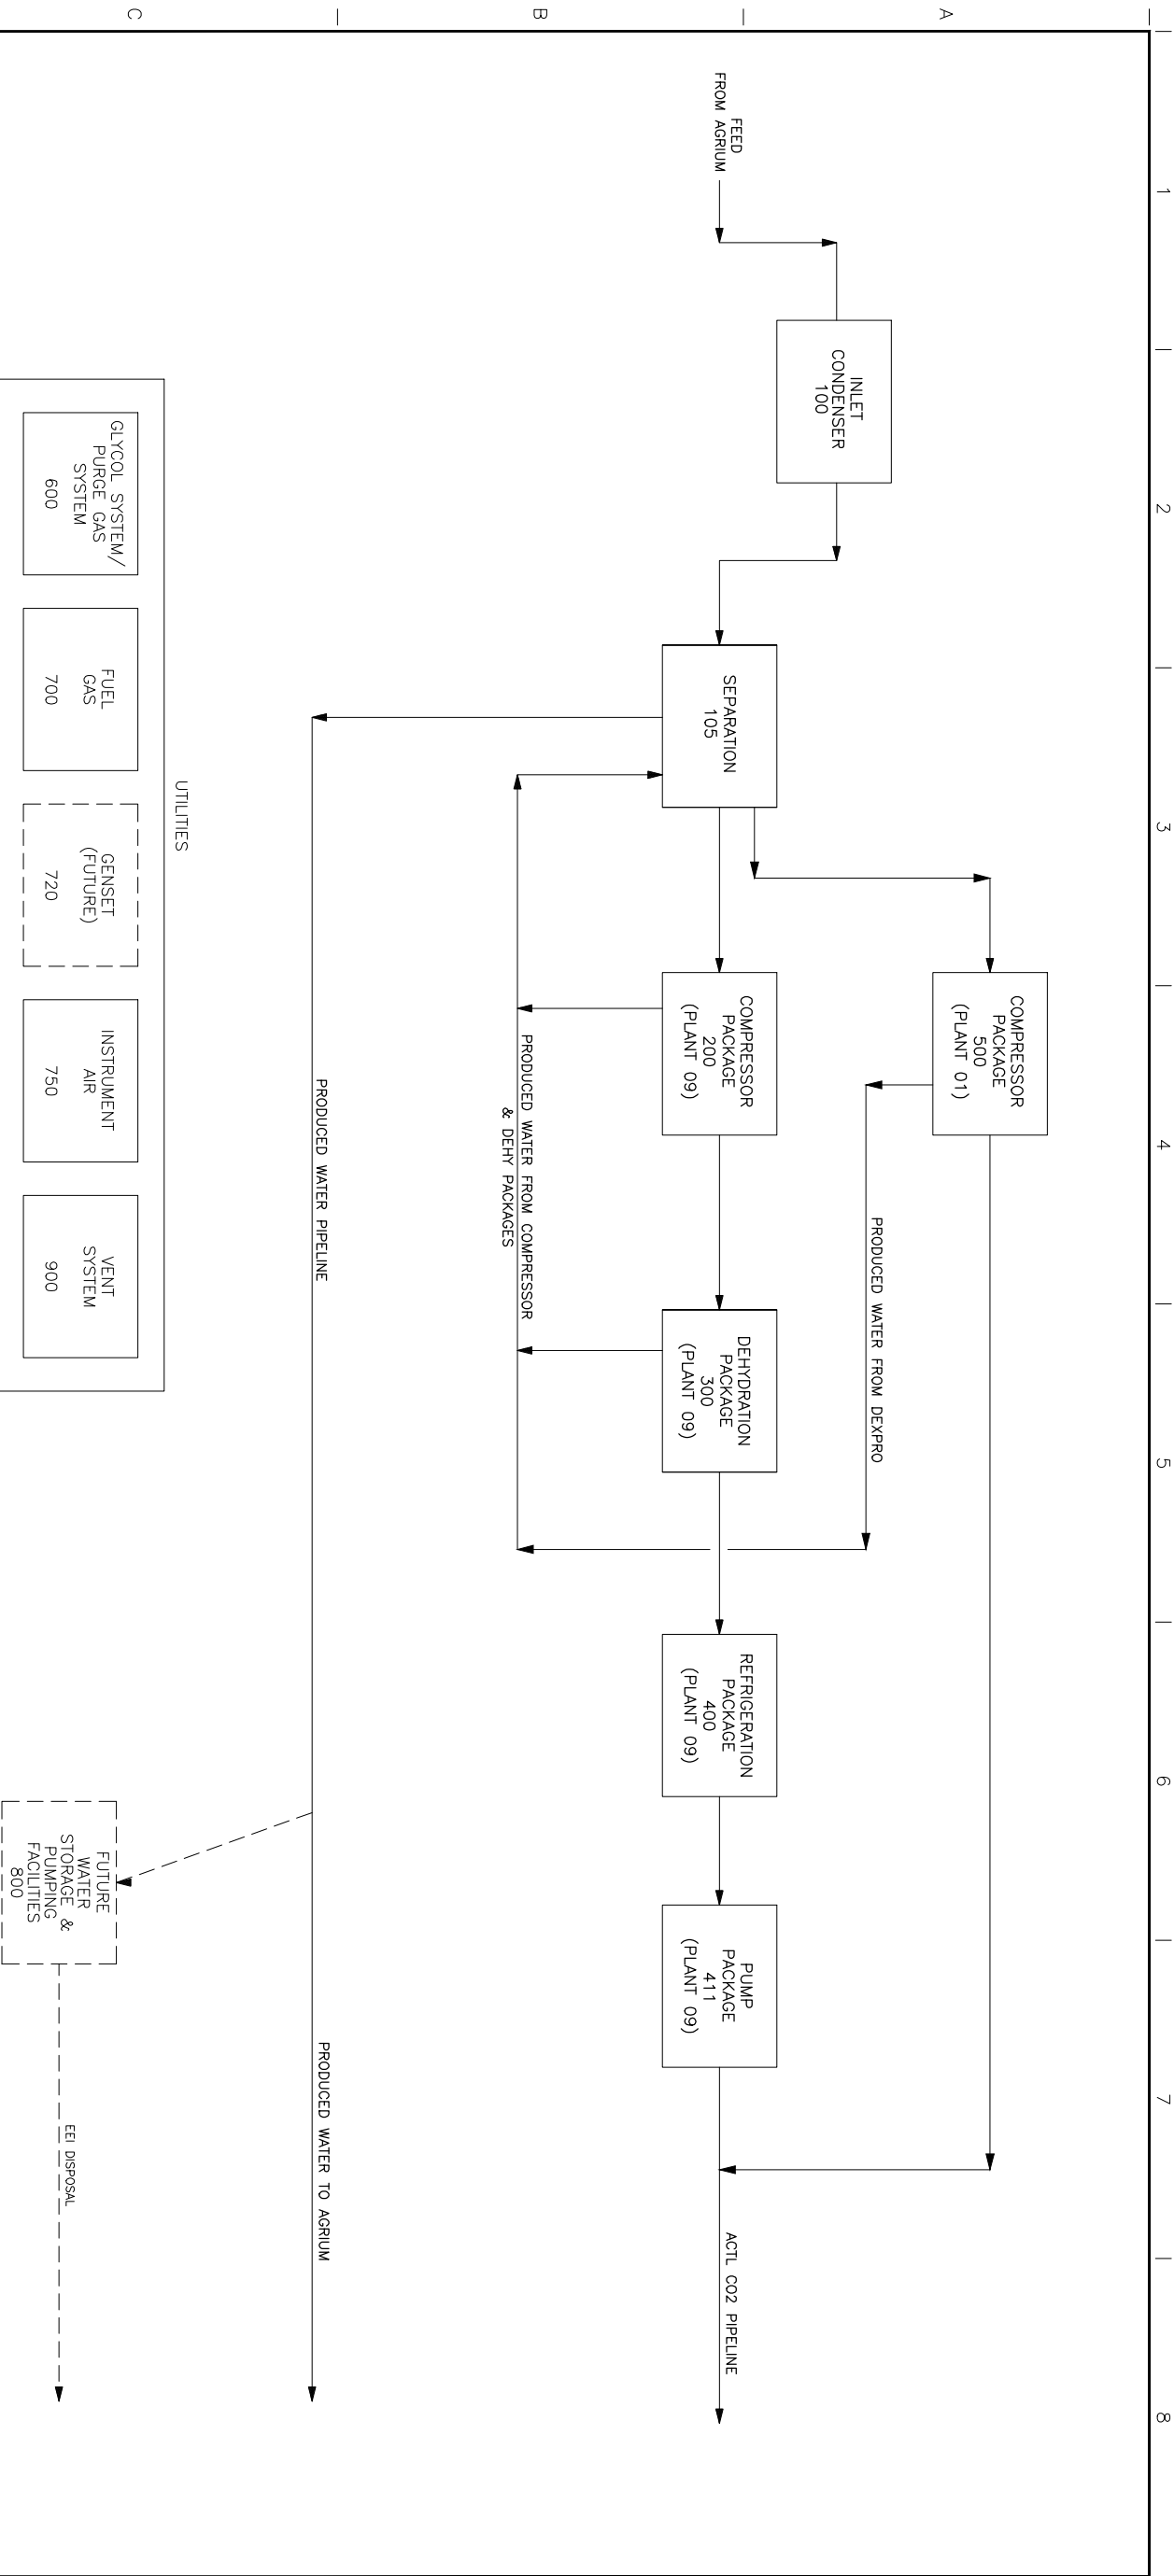 1
2
3
4
5
6
7
8
A
B
C
FEED
FROM AGRIUM
INLET
CONDENSER
100
SEPARATION
105
COMPRESSOR
PACKAGE
500
(PLANT 01)
COMPRESSOR
PACKAGE
200
(PLANT 09)
DEHYDRATION
PACKAGE
300
(PLANT 09)
REFRIGERATION
PACKAGE
400
(PLANT 09)
PUMP
PACKAGE
411
(PLANT 09)
PRODUCED WATER FROM DEXPRO
ACTL CO2 PIPELINE
PRODUCED WATER FROM COMPRESSOR
& DEHY PACKAGES
PRODUCED WATER PIPELINE
PRODUCED WATER TO AGRIUM
UTILITIES
GLYCOL SYSTEM/
PURGE GAS
SYSTEM
600
FUEL
GAS
700
GENSET
(FUTURE)
720
INSTRUMENT
AIR
750
VENT
SYSTEM
900
FUTURE
WATER
STORAGE &
PUMPING
FACILITIES
800
EEI DISPOSAL